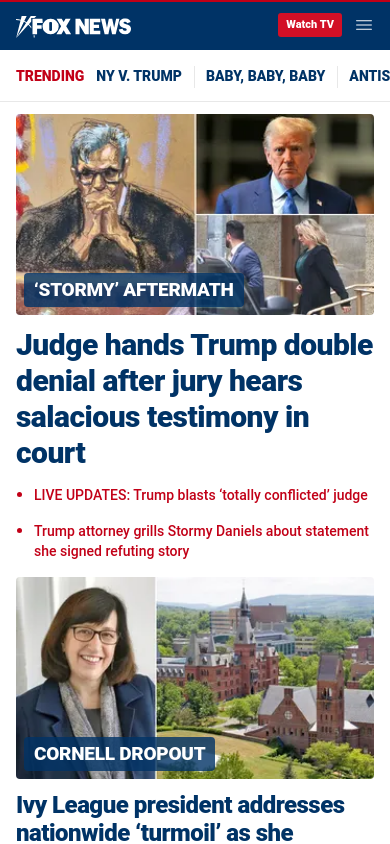 FOX NEWS
Watch TV
TRENDING NY V. TRUMP BABY, BABY, BABY ANTIS
‘STORMY’ AFTERMATH
Judge hands Trump double
denial after jury hears
salacious testimony in
court
LIVE UPDATES: Trump blasts ‘totally conflicted’ judge
Trump attorney grills Stormy Daniels about statement
she signed refuting story
CORNELL DROPOUT
Ivy League president addresses
nationwide ‘turmoil’ as she